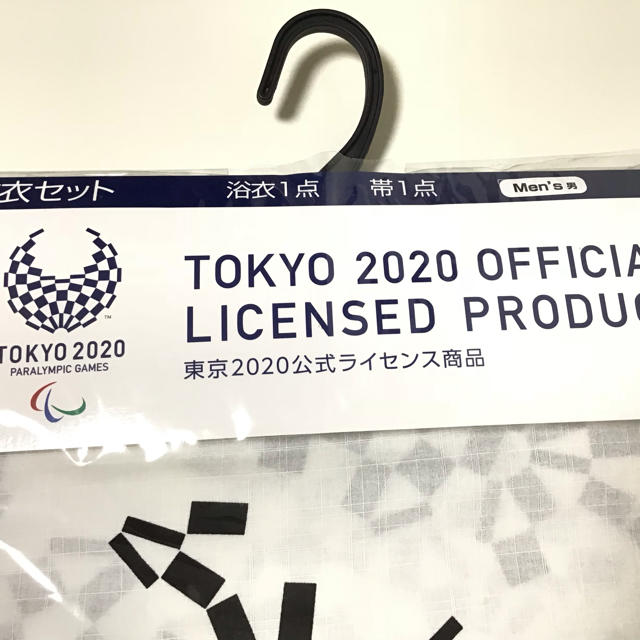 衣セット 浴衣1点 帯1点 Men's 男
TOKYO 2020 OFFICIA
LICENSED PRODUC
東京2020公式ライセンス商品
TM
TOKYO 2020
PARALYMPIC GAMES